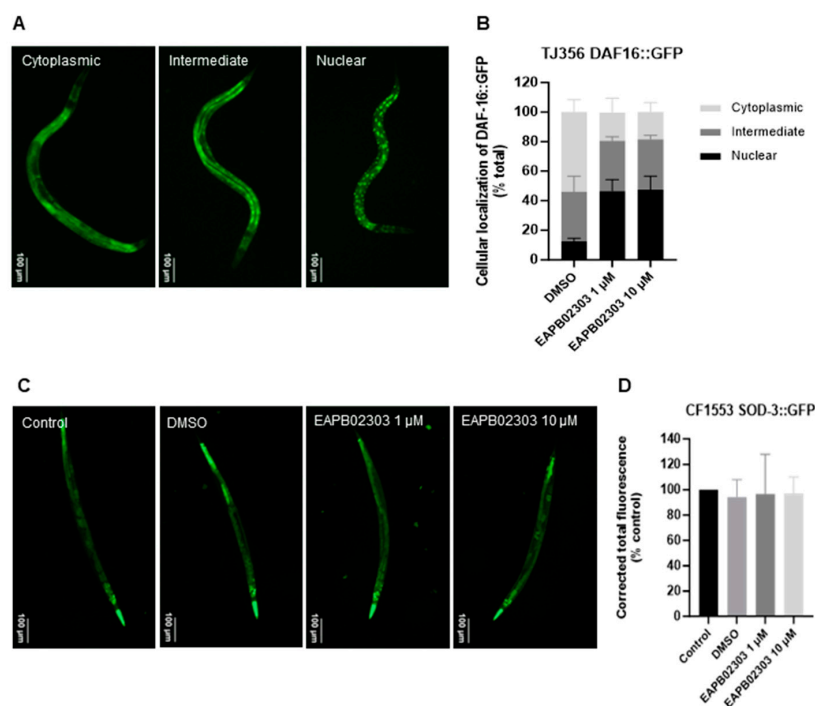 A
Cytoplasmic
Intermediate
Nuclear
100 µm
100 µm
100 µm
B
TJ356 DAF16::GFP
Cellular localization of DAF-16::GFP
(% total)
120
100
80
60
40
20
0
DMSO
EAPB02303 1 µM
EAPB02303 10 µM
Cytoplasmic
Intermediate
Nuclear
C
Control
DMSO
EAPB02303 1 µM
EAPB02303 10 µM
100 µm
100 µm
100 µm
100 µm
D
CF1553 SOD-3::GFP
Corrected total fluorescence
(% control)
140
120
100
80
60
40
20
0
Control
DMSO
EAPB02303 1 µM
EAPB02303 10 µM